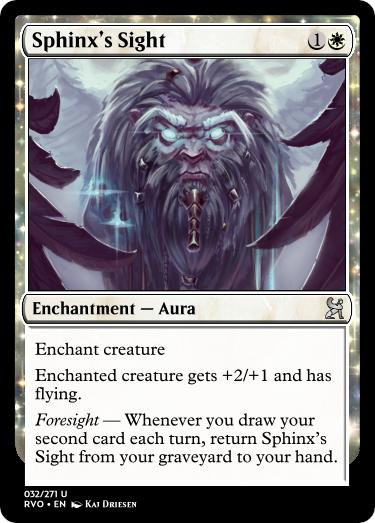 Sphinx's Sight 1
Enchantment — Aura
Enchant creature
Enchanted creature gets +2/+1 and has
flying.
Foresight — Whenever you draw your
second card each turn, return Sphinx's
Sight from your graveyard to your hand.
032/271 U
RVO • EN Kai Driesen